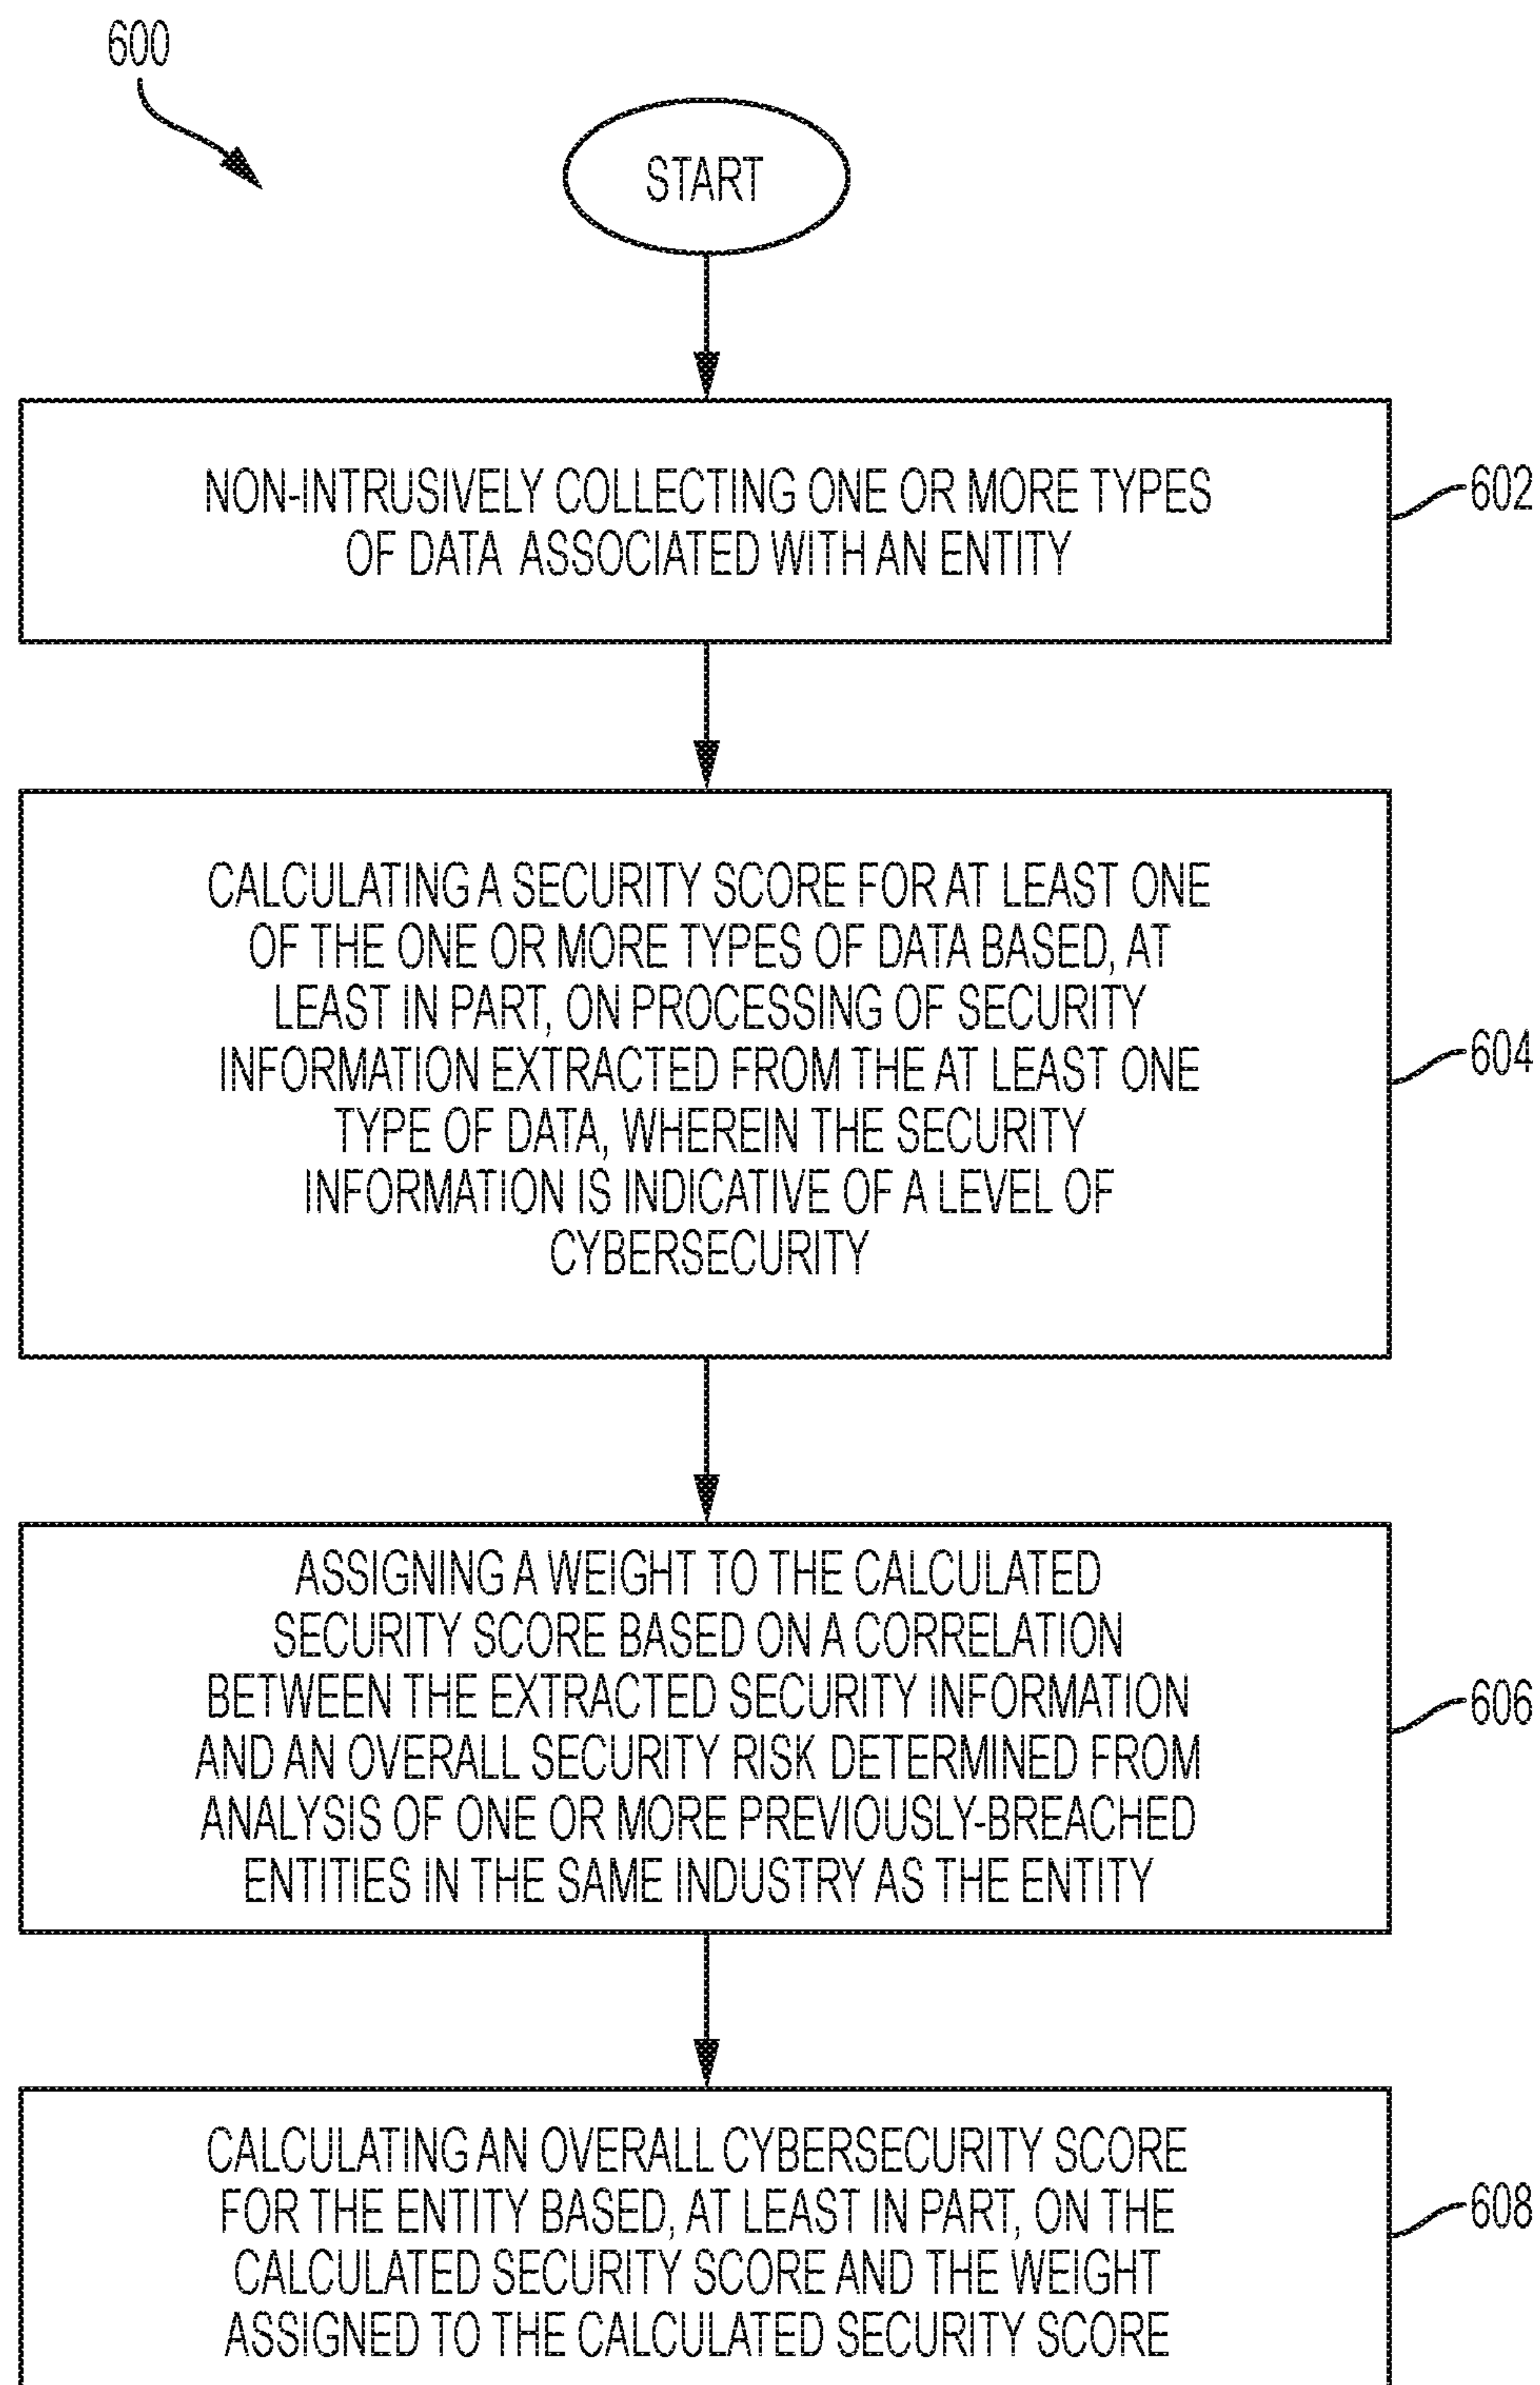 600
START
NON-INTRUSIVELY COLLECTING ONE OR MORE TYPES
OF DATA ASSOCIATED WITH AN ENTITY
602
CALCULATING A SECURITY SCORE FOR AT LEAST ONE
OF THE ONE OR MORE TYPES OF DATA BASED, AT
LEAST IN PART, ON PROCESSING OF SECURITY
INFORMATION EXTRACTED FROM THE AT LEAST ONE
TYPE OF DATA, WHEREIN THE SECURITY
INFORMATION IS INDICATIVE OF A LEVEL OF
CYBERSECURITY
604
ASSIGNING A WEIGHT TO THE CALCULATED
SECURITY SCORE BASED ON A CORRELATION
BETWEEN THE EXTRACTED SECURITY INFORMATION
AND AN OVERALL SECURITY RISK DETERMINED FROM
ANALYSIS OF ONE OR MORE PREVIOUSLY-BREACHED
ENTITIES IN THE SAME INDUSTRY AS THE ENTITY
606
CALCULATING AN OVERALL CYBERSECURITY SCORE
FOR THE ENTITY BASED, AT LEAST IN PART, ON THE
CALCULATED SECURITY SCORE AND THE WEIGHT
ASSIGNED TO THE CALCULATED SECURITY SCORE
608